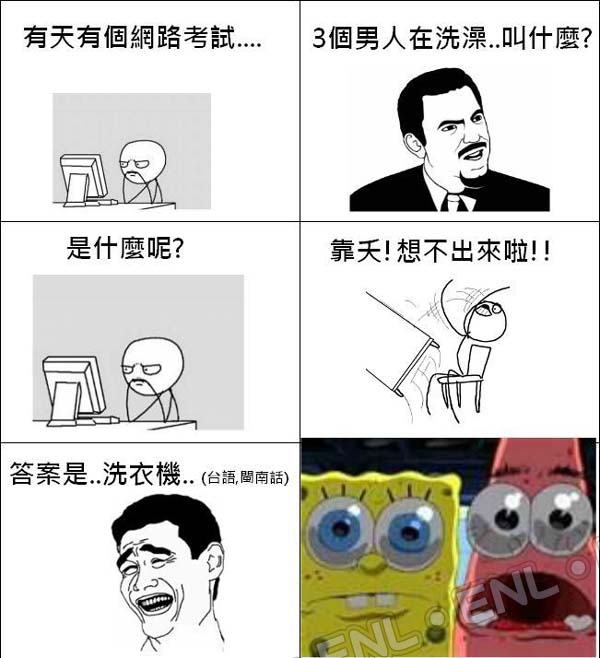 有天有個網路考試....
3個男人在洗澡..叫什麼?
是什麼呢?
靠夭!想不出來啦!!
答案是..洗衣機.. (台語,閩南話)
ENL · ENL ·